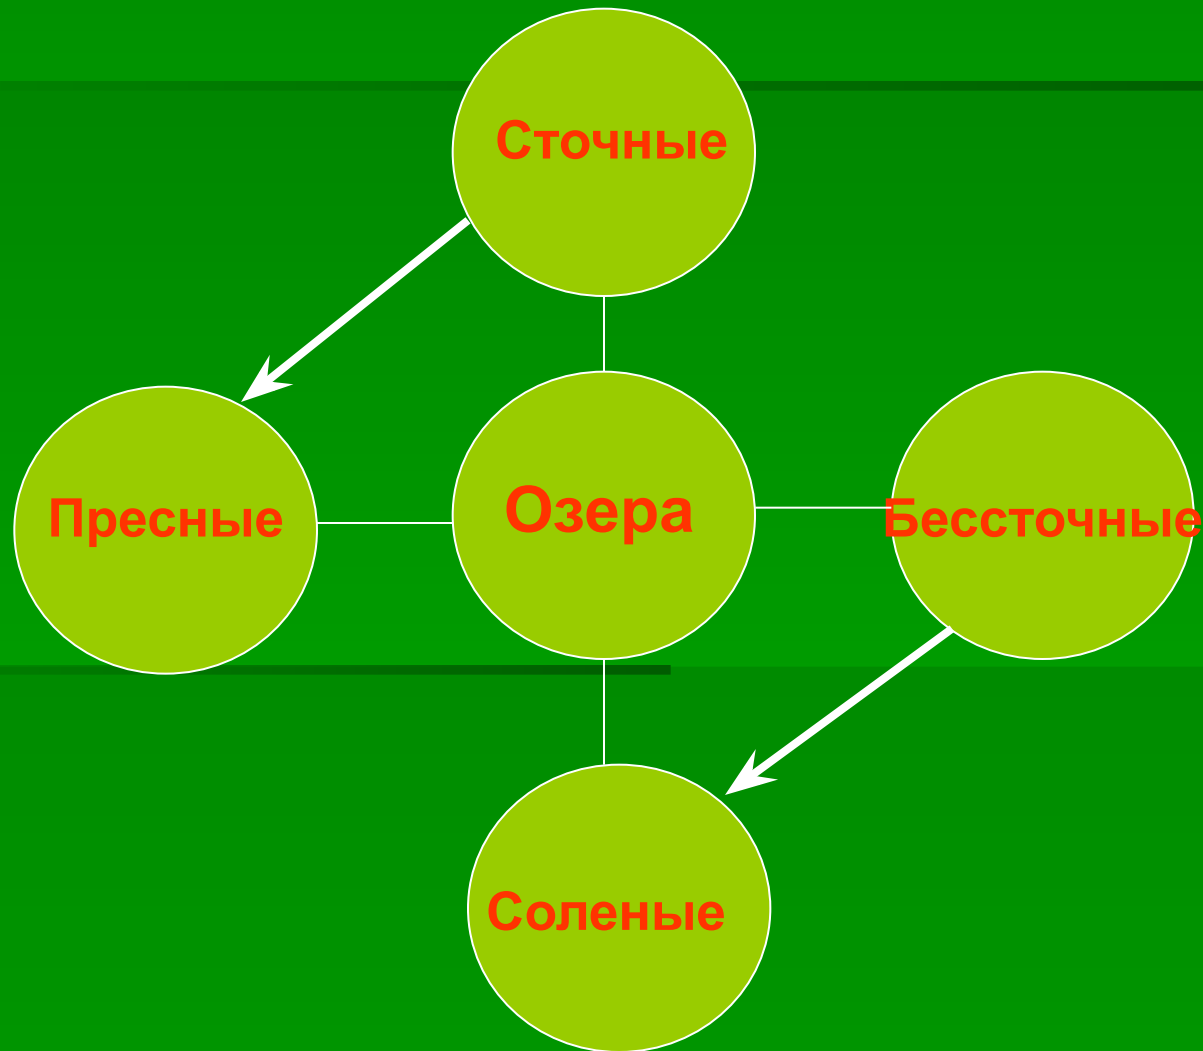 Сточные
Пресные
Озера
Бессточные
Соленые